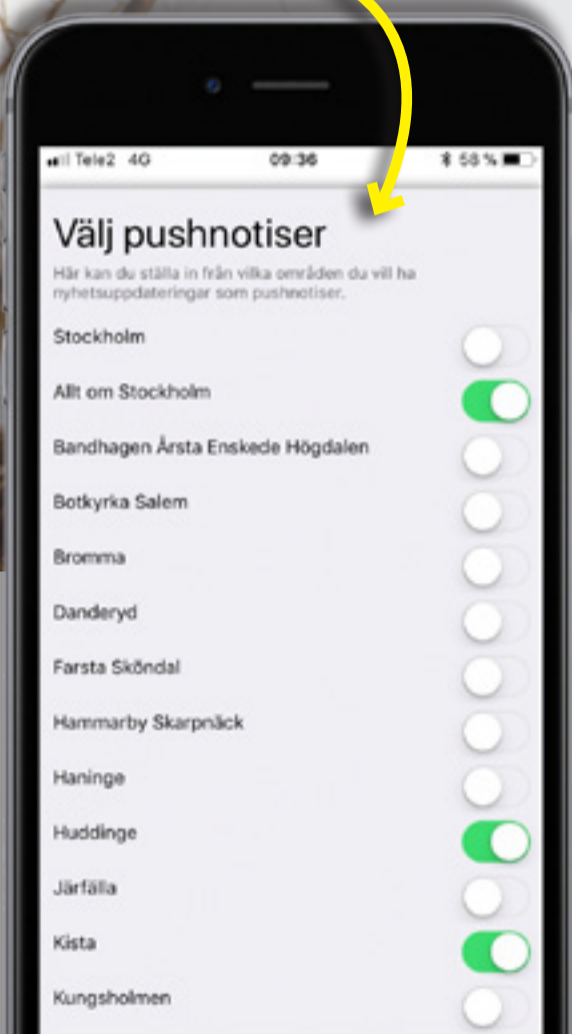 Tele2 4G 09:36 58 %
Välj pushnotiser
Här kan du ställa in från vilka områden du vill ha
nyhetsuppdateringar som pushnotiser.
Stockholm
Allt om Stockholm
Bandhagen Årsta Enskede Högdalen
Botkyrka Salem
Bromma
Danderyd
Farsta Sköndal
Hammarby Skarpnäck
Haninge
Huddinge
Järfälla
Kista
Kungsholmen